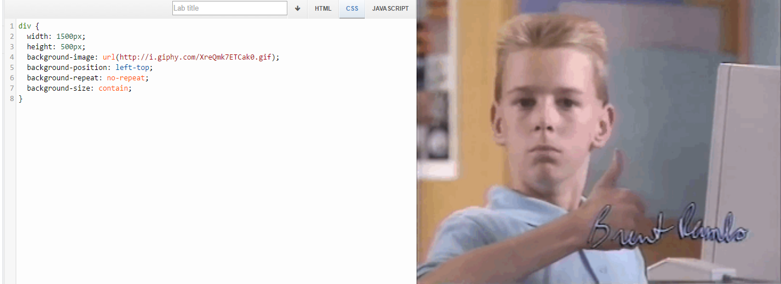 Lab title
HTML CSS JAVASCRIPT
1 div {
2 width: 1500px;
3 height: 500px;
4 background-image: url(http://i.giphy.com/XreQmk7ETCak0.gif);
5 background-position: left-top;
6 background-repeat: no-repeat;
7 background-size: contain;
8 }
Brent Rambo